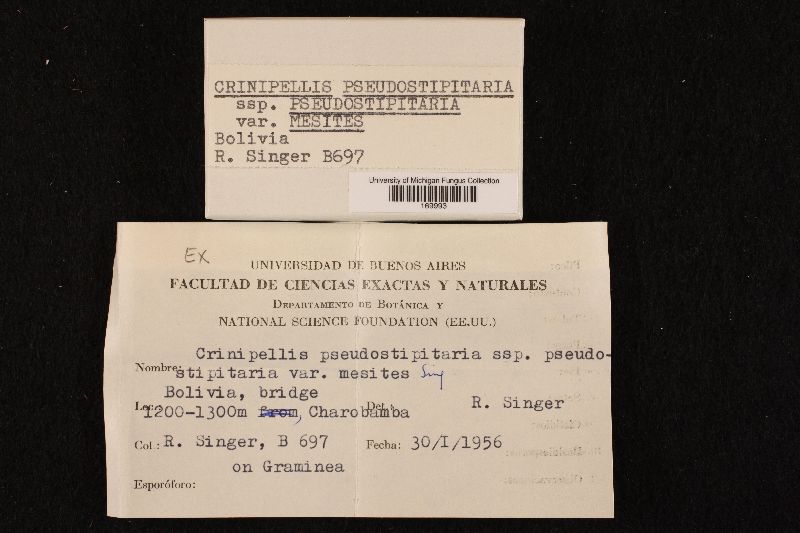 CRINIPELLIS PSEUDOSTIPITARIA
ssp. PSEUDOSTIPITARIA
var. MESITES
Bolivia
R. Singer B697
University of Michigan Fungus Collection
169993
EX
UNIVERSIDAD DE BUENOS AIRES
FACULTAD DE CIENCIAS EXACTAS Y NATURALES
DEPARTAMENTO DE BOTÁNICA Y
NATIONAL SCIENCE FOUNDATION (EE.UU.)
Nombre: Crinipellis pseudostipitaria ssp. pseudo-
stipitaria var. mesites Sing
Bolivia, bridge
Loc.: 1200-1300m from, Charobamba Det.: R. Singer
Col.: R. Singer, B 697 Fecha: 30/I/1956
on Graminea
Esporóforo: